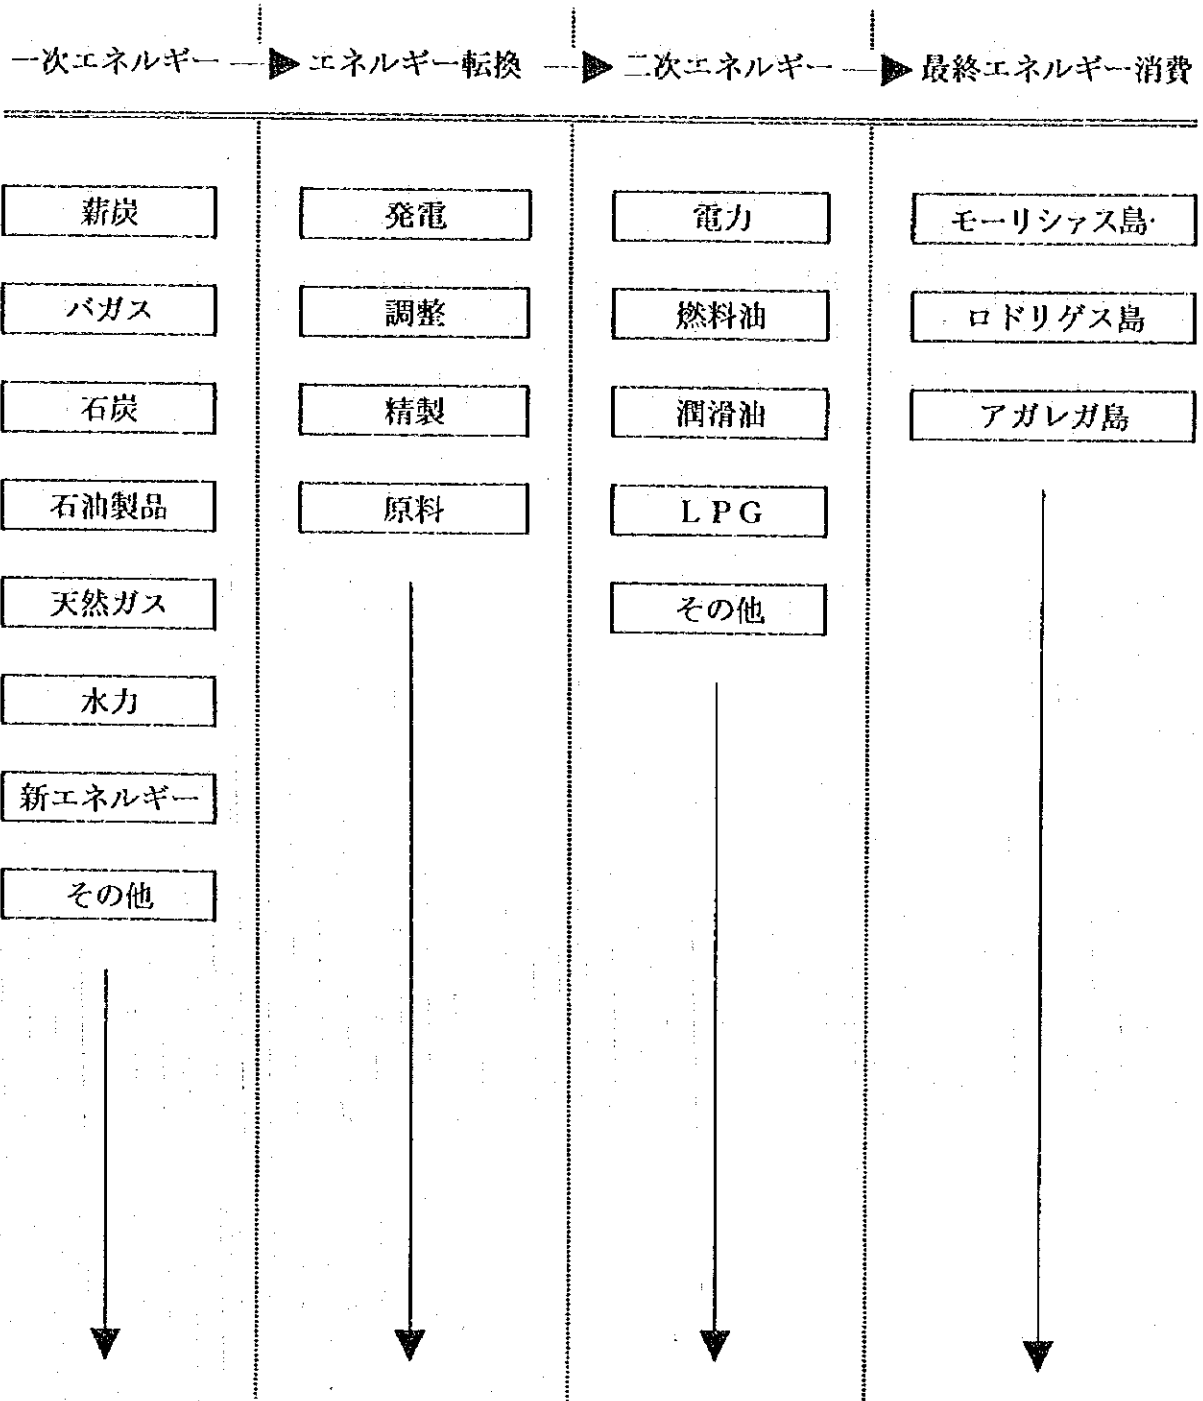 一次エネルギー
エネルギー転換
二次エネルギー
最終エネルギー消費
薪炭
バガス
石炭
石油製品
天然ガス
水力
新エネルギー
その他
発電
調整
精製
原料
電力
燃料油
潤滑油
LPG
その他
モーリシァス島
ロドリゲス島
アガレガ島